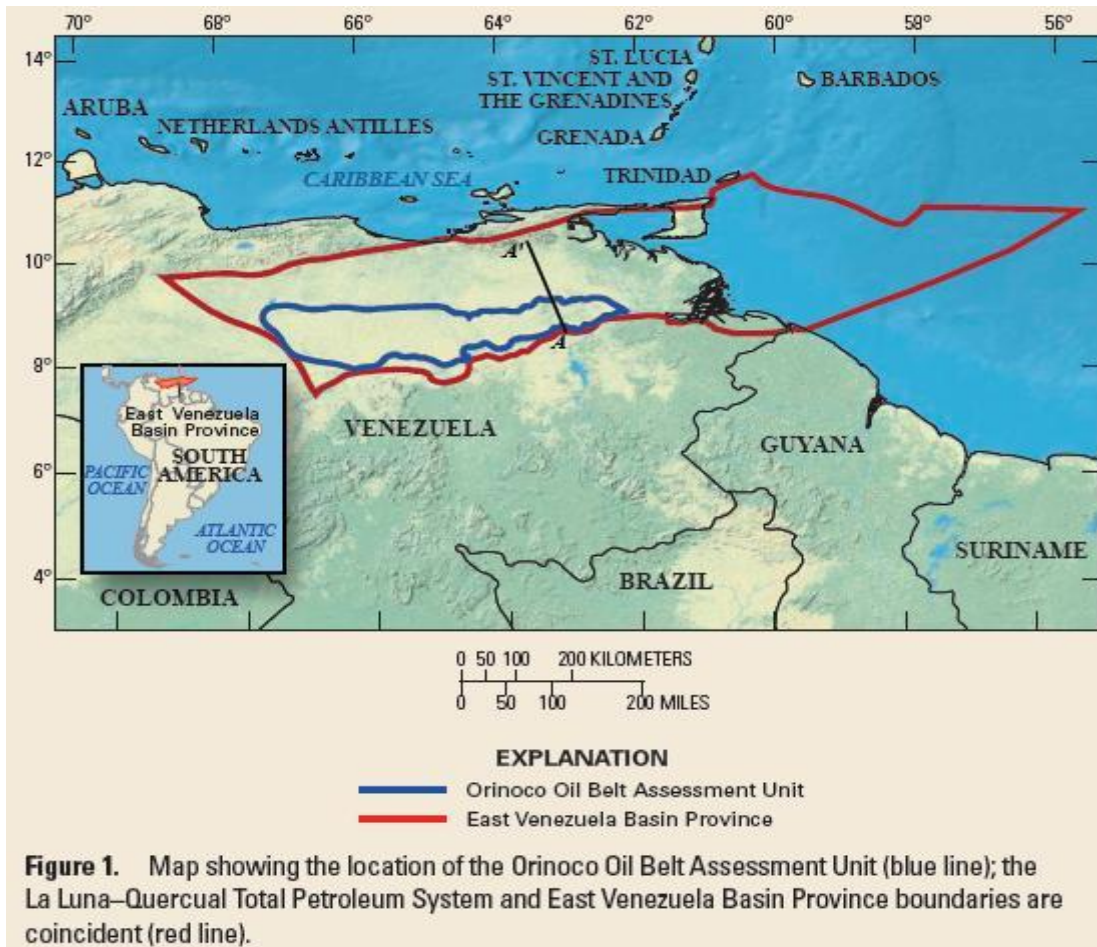 70° 68° 66° 64° 62° 60° 58° 56°
14°
ST. LUCIA
ST. VINCENT AND
THE GRENADINES
BARBADOS
ARUBA
NETHERLANDS ANTILLES
GRENADA
12°
CARIBBEAN SEA
TRINIDAD
10°
A'
A
8°
East Venezuela
Basin Province
VENEZUELA
GUYANA
SOUTH
AMERICA
PACIFIC
OCEAN
6°
ATLANTIC
OCEAN
SURINAME
4°
BRAZIL
COLOMBIA
0 50 100 200 KILOMETERS
0 50 100 200 MILES
EXPLANATION
Orinoco Oil Belt Assessment Unit
East Venezuela Basin Province
Figure 1. Map showing the location of the Orinoco Oil Belt Assessment Unit (blue line); the
La Luna–Quercual Total Petroleum System and East Venezuela Basin Province boundaries are
coincident (red line).